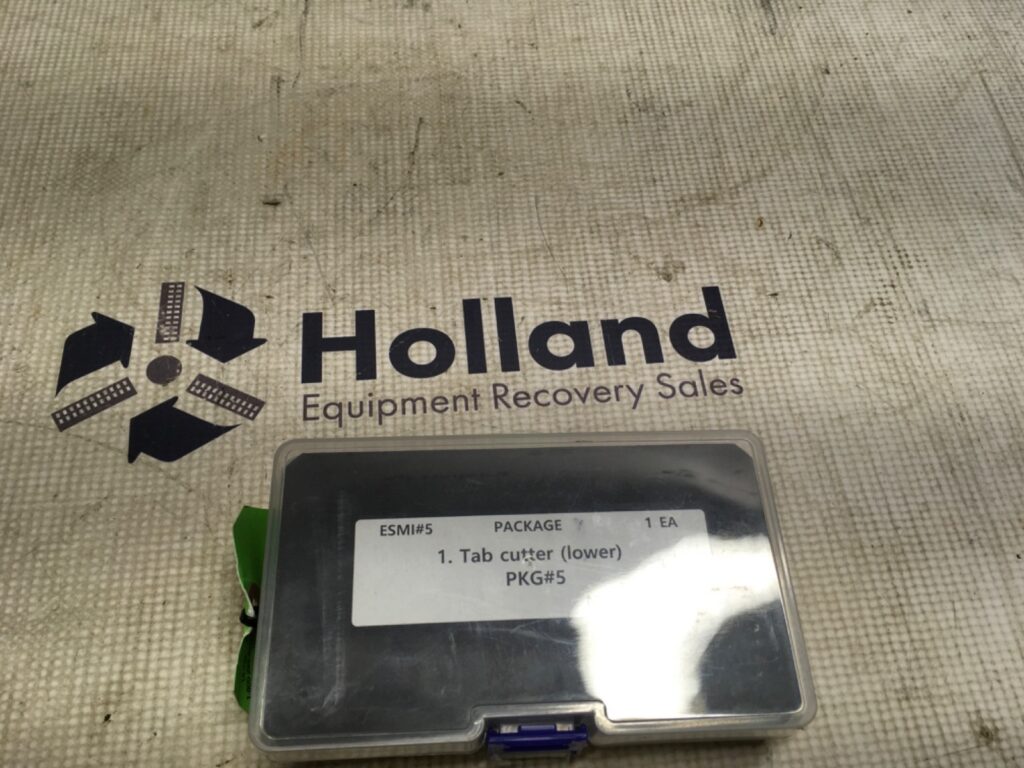 Holland
Equipment Recovery Sales
ESMI#5 PACKAGE 1 EA
1. Tab cutter (lower)
PKG#5